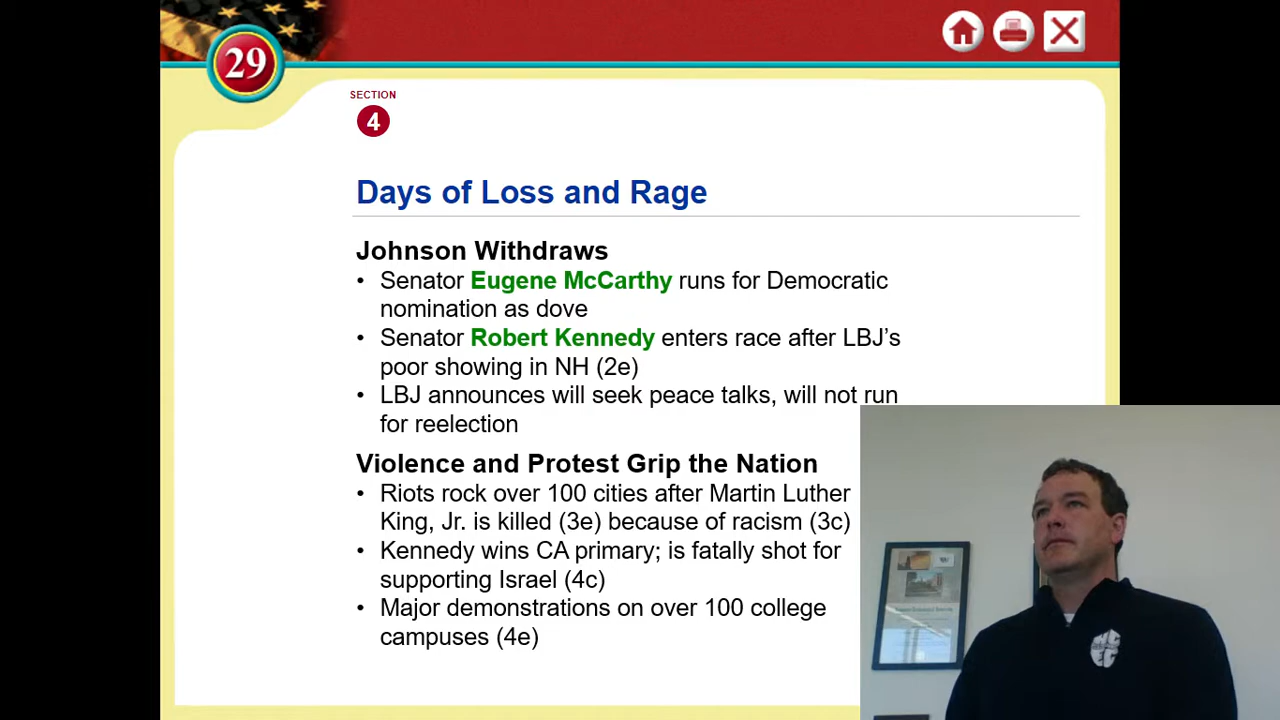 29
SECTION
4
Days of Loss and Rage
Johnson Withdraws
• Senator Eugene McCarthy runs for Democratic
nomination as dove
• Senator Robert Kennedy enters race after LBJ’s
poor showing in NH (2e)
• LBJ announces will seek peace talks, will not run
for reelection
Violence and Protest Grip the Nation
• Riots rock over 100 cities after Martin Luther
King, Jr. is killed (3e) because of racism (3c)
• Kennedy wins CA primary; is fatally shot for
supporting Israel (4c)
• Major demonstrations on over 100 college
campuses (4e)